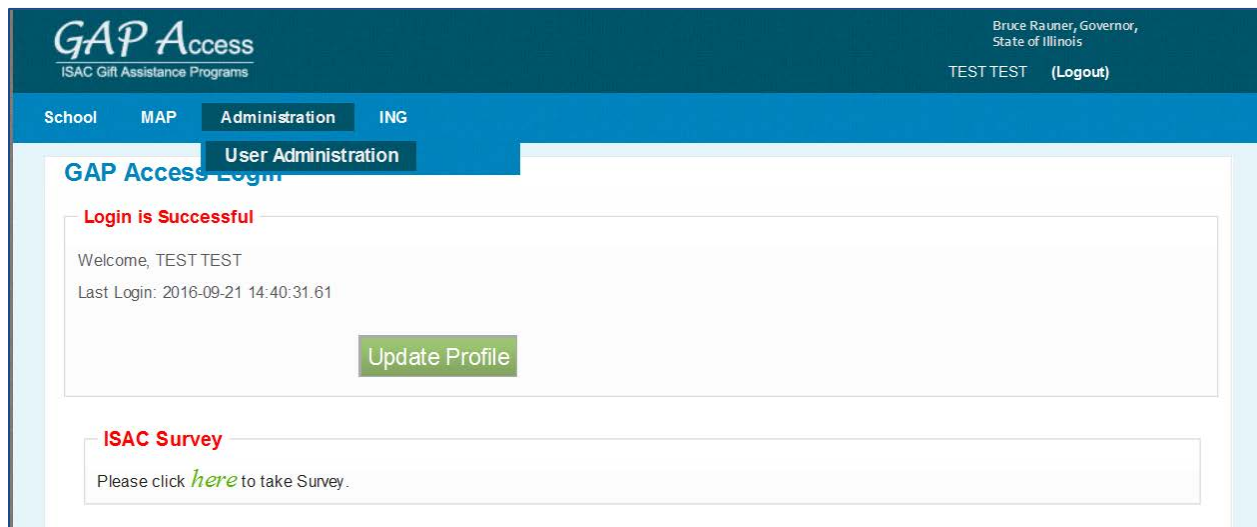 GAP Access
ISAC Gift Assistance Programs
Bruce Rauner, Governor,
State of Illinois
TEST TEST (Logout)
School MAP Administration ING
User Administration
GAP Access Login
Login is Successful
Welcome, TEST TEST
Last Login: 2016-09-21 14:40:31.61
Update Profile
ISAC Survey
Please click here to take Survey.